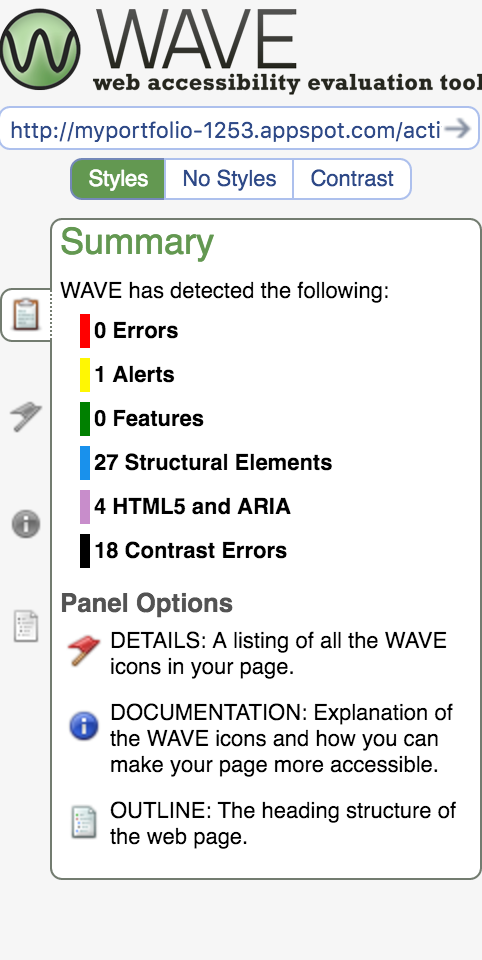 WAVE
web accessibility evaluation tool
http://myportfolio-1253.appspot.com/acti
Styles No Styles Contrast
Summary
WAVE has detected the following:
0 Errors
1 Alerts
0 Features
27 Structural Elements
4 HTML5 and ARIA
18 Contrast Errors
Panel Options
DETAILS: A listing of all the WAVE
icons in your page.
DOCUMENTATION: Explanation of
the WAVE icons and how you can
make your page more accessible.
OUTLINE: The heading structure of
the web page.